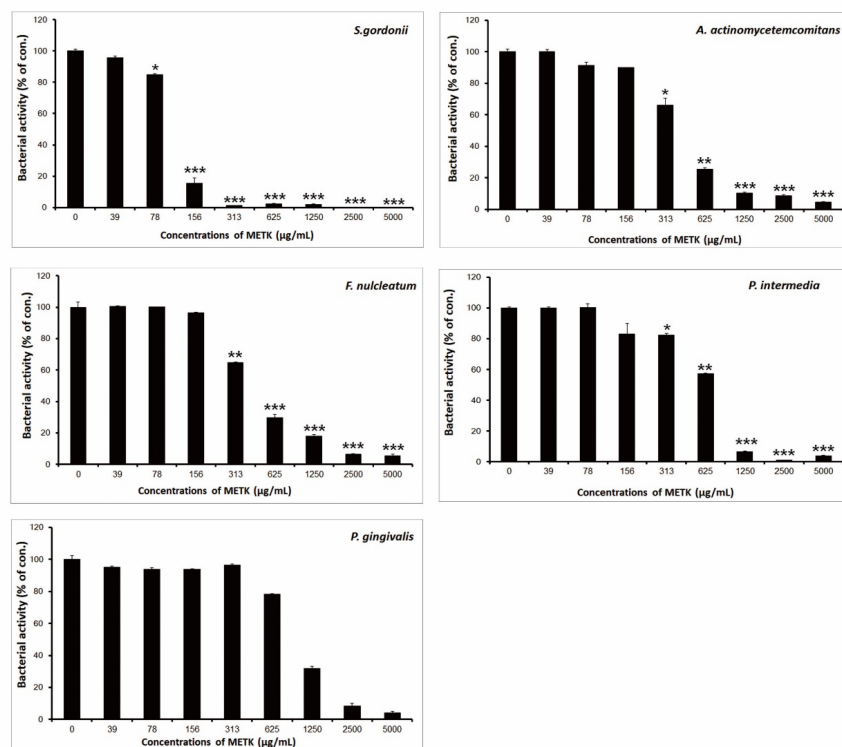 S.gordonii
Bacterial activity (% of con.)
120
100
80
60
40
20
0
*
***
***
***
***
***
***
0 39 78 156 313 625 1250 2500 5000
Concentrations of METK (µg/mL)
A. actinomycetemcomitans
Bacterial activity (% of con.)
120
100
80
60
40
20
0
*
**
***
***
***
0 39 78 156 313 625 1250 2500 5000
Concentrations of METK (µg/mL)
F. nulcleatum
Bacterial activity (% of con.)
120
100
80
60
40
20
0
**
***
***
***
***
0 39 78 156 313 625 1250 2500 5000
Concentrations of METK (µg/mL)
P. intermedia
Bacterial activity (% of con.)
120
100
80
60
40
20
0
*
**
***
***
***
0 39 78 156 313 625 1250 2500 5000
Concentrations of METK (µg/mL)
P. gingivalis
Bacterial activity (% of con.)
120
100
80
60
40
20
0
0 39 78 156 313 625 1250 2500 5000
Concentrations of METK (µg/mL)